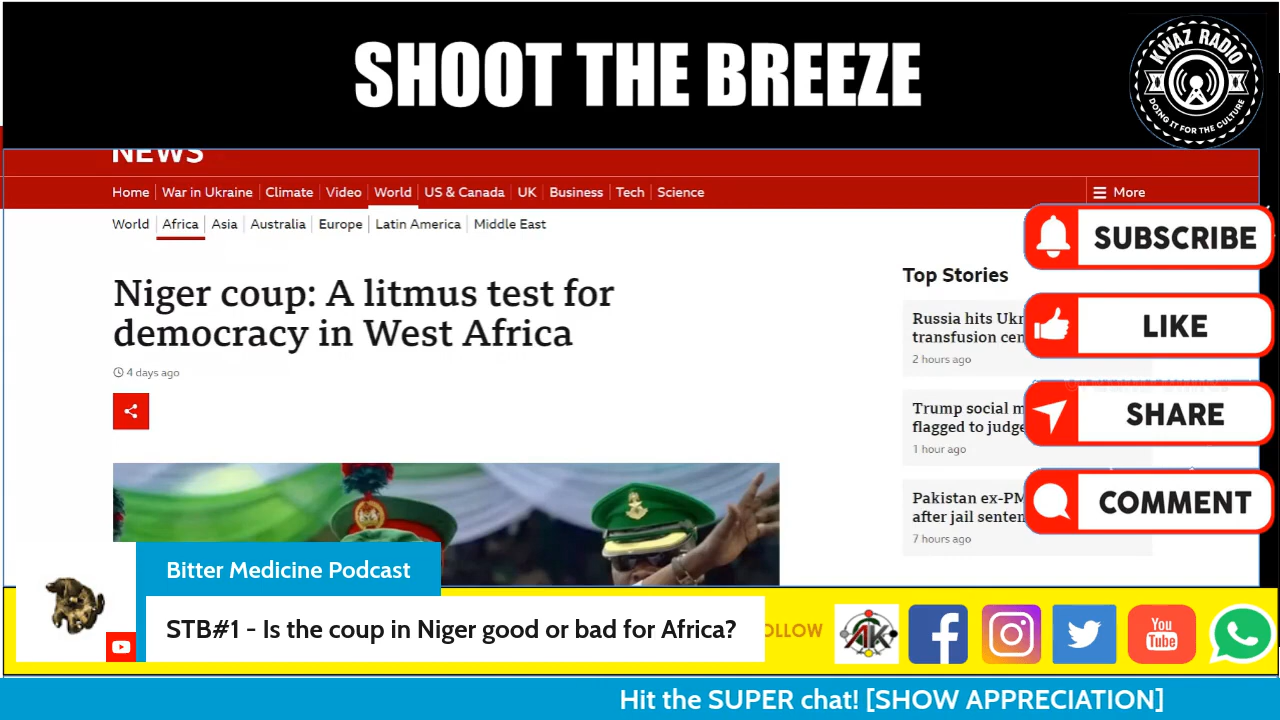 SHOOT THE BREEZE
KWAZ RADIO
DOING IT FOR THE CULTURE
NEWS
Home War in Ukraine Climate Video World US & Canada UK Business Tech Science More
World Africa Asia Australia Europe Latin America Middle East
Niger coup: A litmus test for
democracy in West Africa
4 days ago
Top Stories
Russia hits
transfusion
2 hours ago
Trump social
flagged to judge
1 hour ago
Pakistan ex-PM
after jail
7 hours ago
SUBSCRIBE
LIKE
SHARE
COMMENT
Bitter Medicine Podcast
STB#1 - Is the coup in Niger good or bad for Africa?
AK
You
Tube
Hit the SUPER chat! [SHOW APPRECIATION]